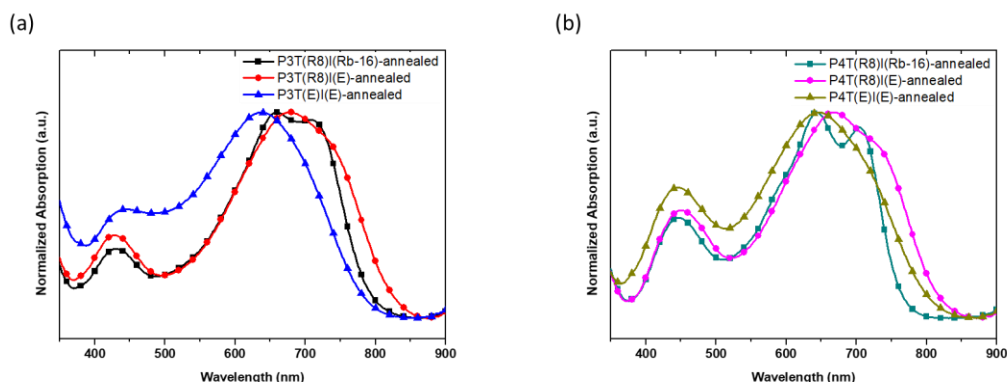 (a)
(b)
P3T(R8)I(Rb-16)-annealed
P3T(R8)I(E)-annealed
P3T(E)I(E)-annealed
Normalized Absorption (a.u.)
400 500 600 700 800 900
Wavelength (nm)
P4T(R8)I(Rb-16)-annealed
P4T(R8)I(E)-annealed
P4T(E)I(E)-annealed
Normalized Absorption (a.u.)
400 500 600 700 800 900
Wavelength (nm)